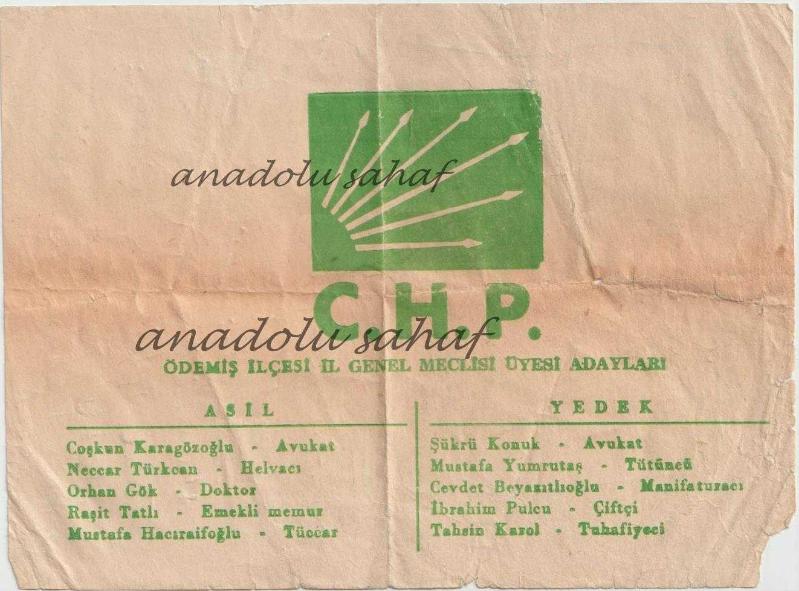 anadolu sahaf
C.H.P.
anadolu sahaf
ÖDEMİŞ İLÇESİ İL GENEL MECLİSİ ÜYESİ ADAYLARI
ASİL
Coşkun Karagözoğlu - Avukat
Neccar Türkcan - Helvacı
Orhan Gök - Doktor
Raşit Tatlı - Emekli memur
Mustafa Hacıraifoğlu - Tüccar
YEDEK
Şükrü Konuk - Avukat
Mustafa Yumrutaş - Tütüncü
Cevdet Beyazıtlıoğlu - Manifaturacı
İbrahim Pulcu - Çiftçi
Tahsin Karol - Tuhafiyeci